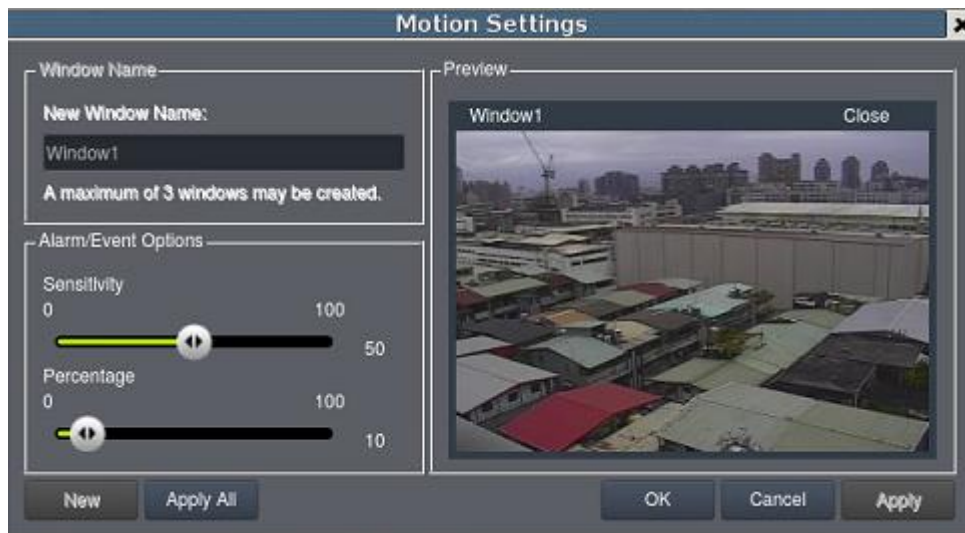 Motion Settings
Window Name
New Window Name:
Window1
A maximum of 3 windows may be created.
Alarm/Event Options
Sensitivity
0 100
50
Percentage
0 100
10
Preview
Window1 Close
New Apply All OK Cancel Apply